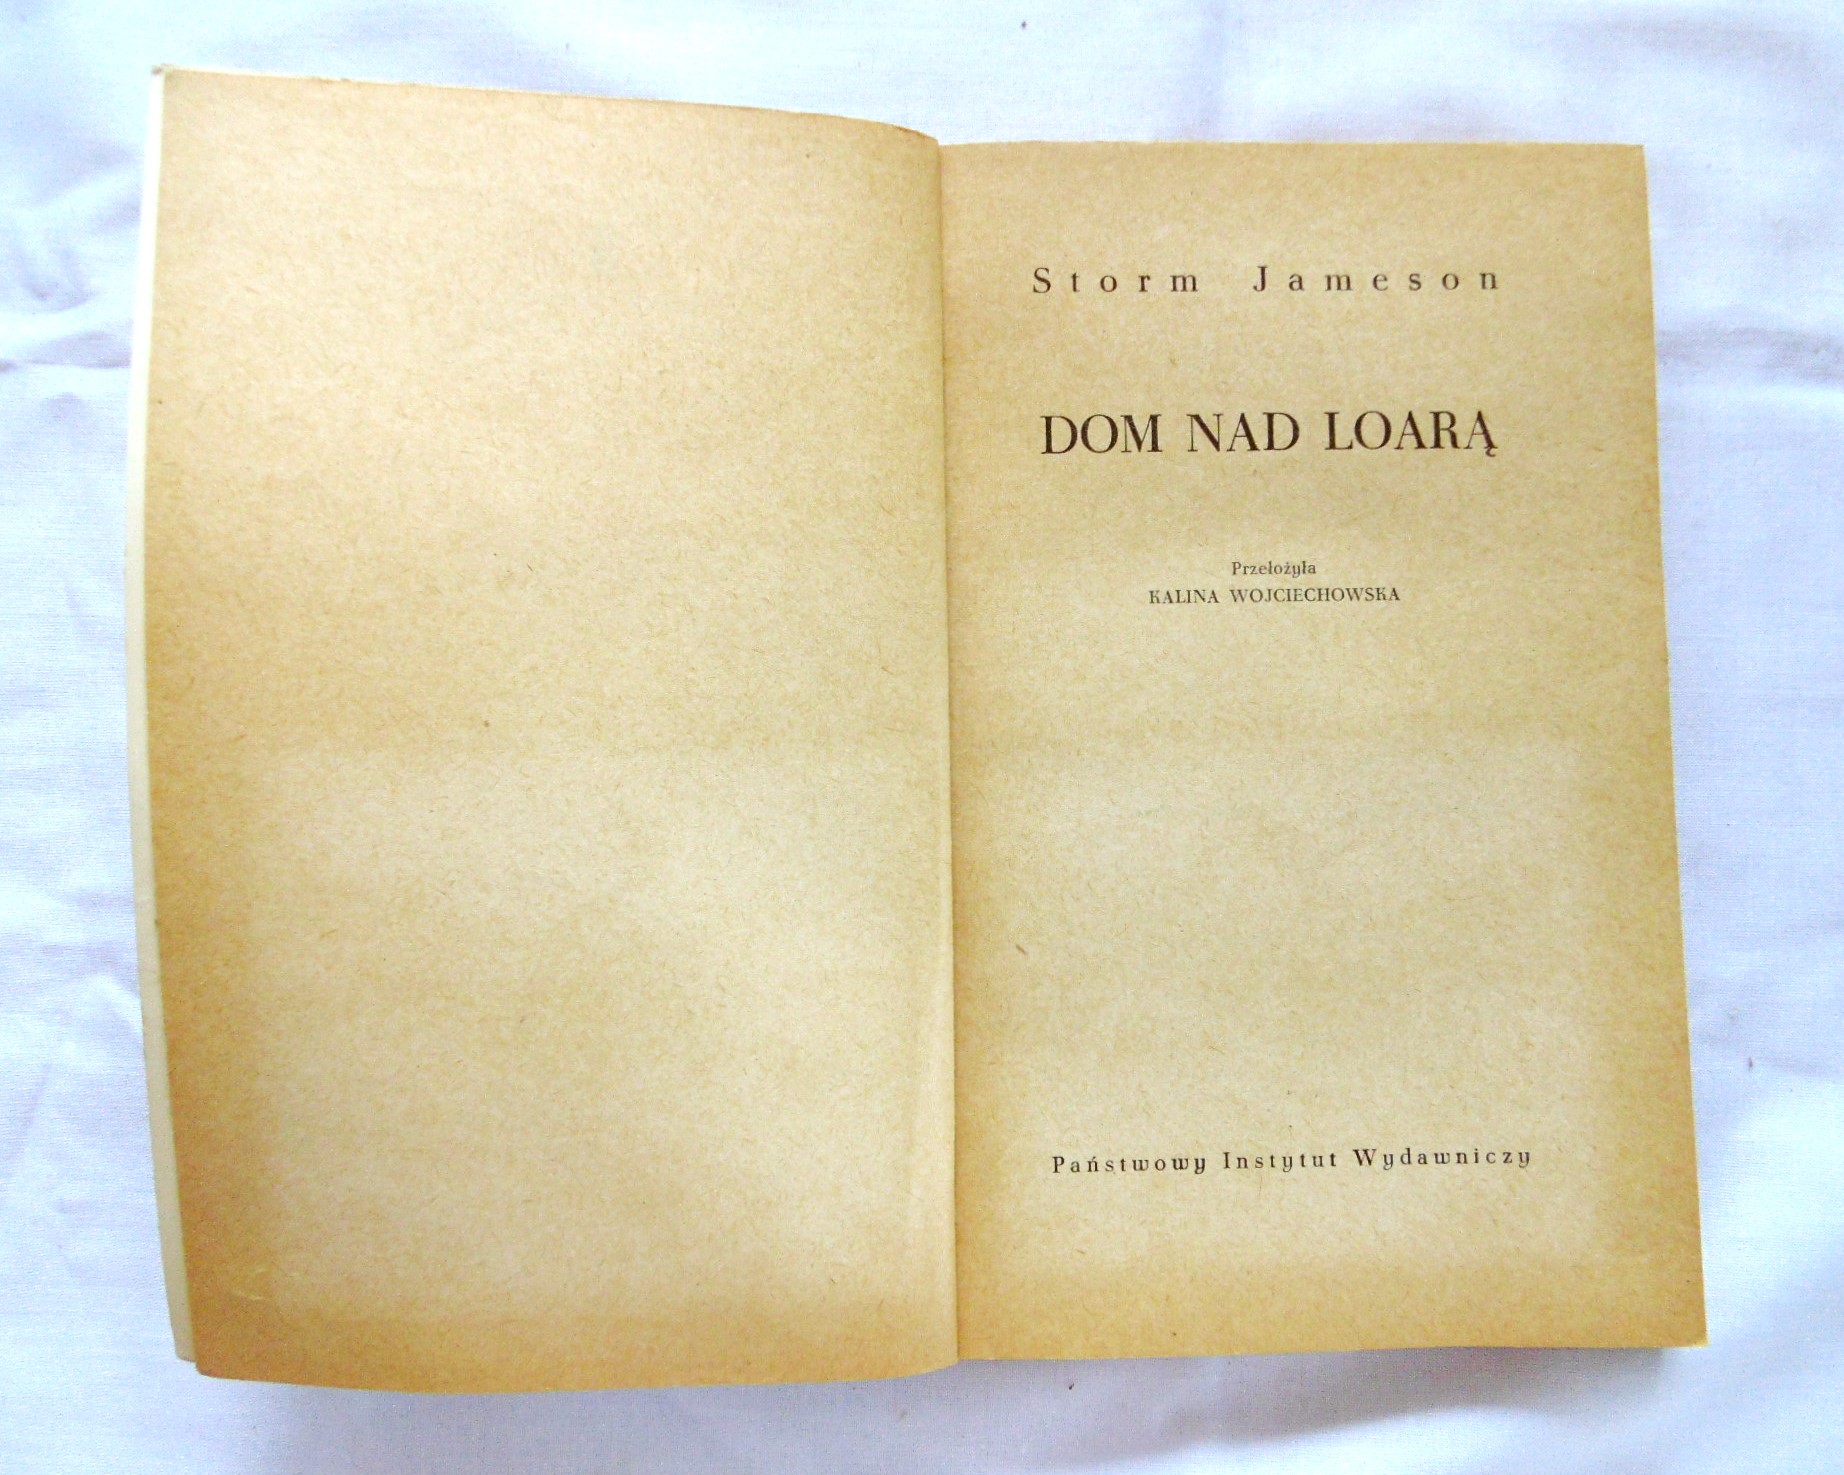 Storm Jameson
DOM NAD LOARĄ
Przełożyła
KALINA WOJCIECHOWSKA
Państwowy Instytut Wydawniczy